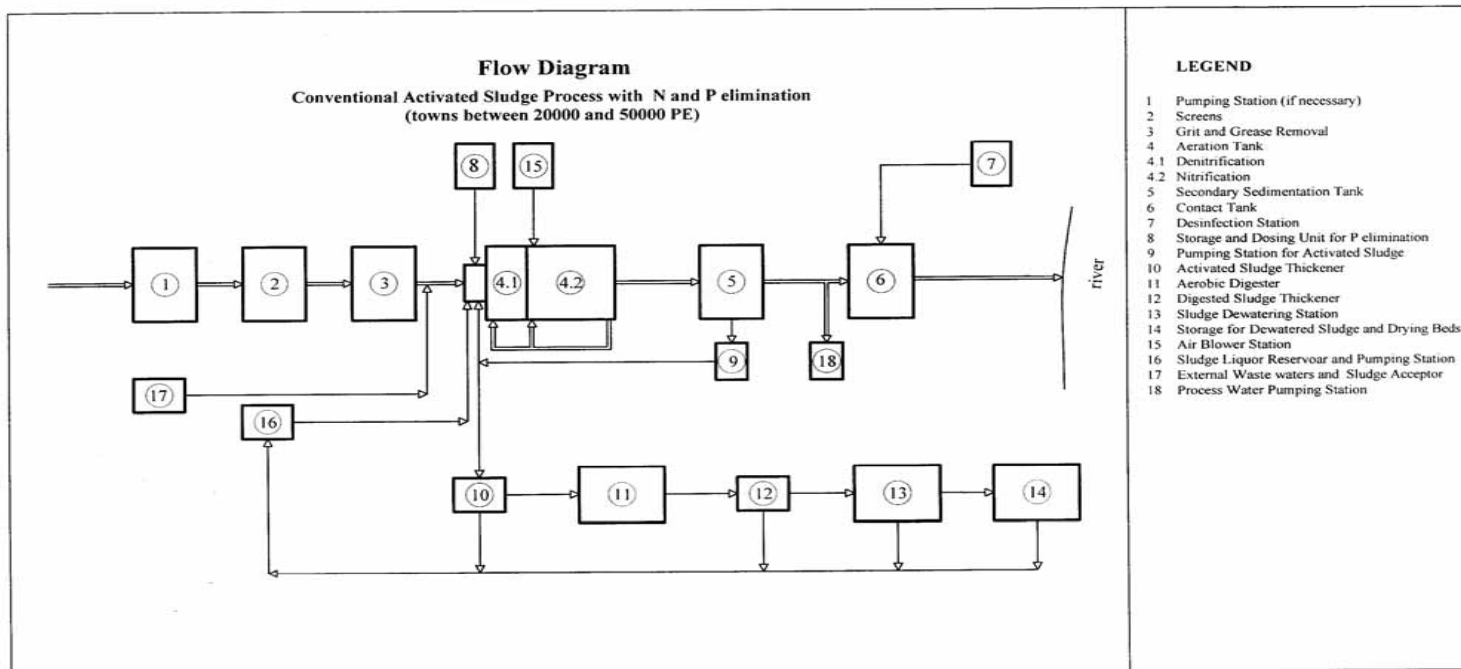 Flow Diagram
Conventional Activated Sludge Process with N and P elimination
(towns between 20000 and 50000 PE)
8
15
7
1
2
3
4.1
4.2
5
6
river
9
18
17
16
10
11
12
13
14
LEGEND
1 Pumping Station (if necessary)
2 Screens
3 Grit and Grease Removal
4 Aeration Tank
4.1 Denitrification
4.2 Nitrification
5 Secondary Sedimentation Tank
6 Contact Tank
7 Desinfection Station
8 Storage and Dosing Unit for P elimination
9 Pumping Station for Activated Sludge
10 Activated Sludge Thickener
11 Aerobic Digester
12 Digested Sludge Thickener
13 Sludge Dewatering Station
14 Storage for Dewatered Sludge and Drying Beds
15 Air Blower Station
16 Sludge Liquor Reservoar and Pumping Station
17 External Waste waters and Sludge Acceptor
18 Process Water Pumping Station